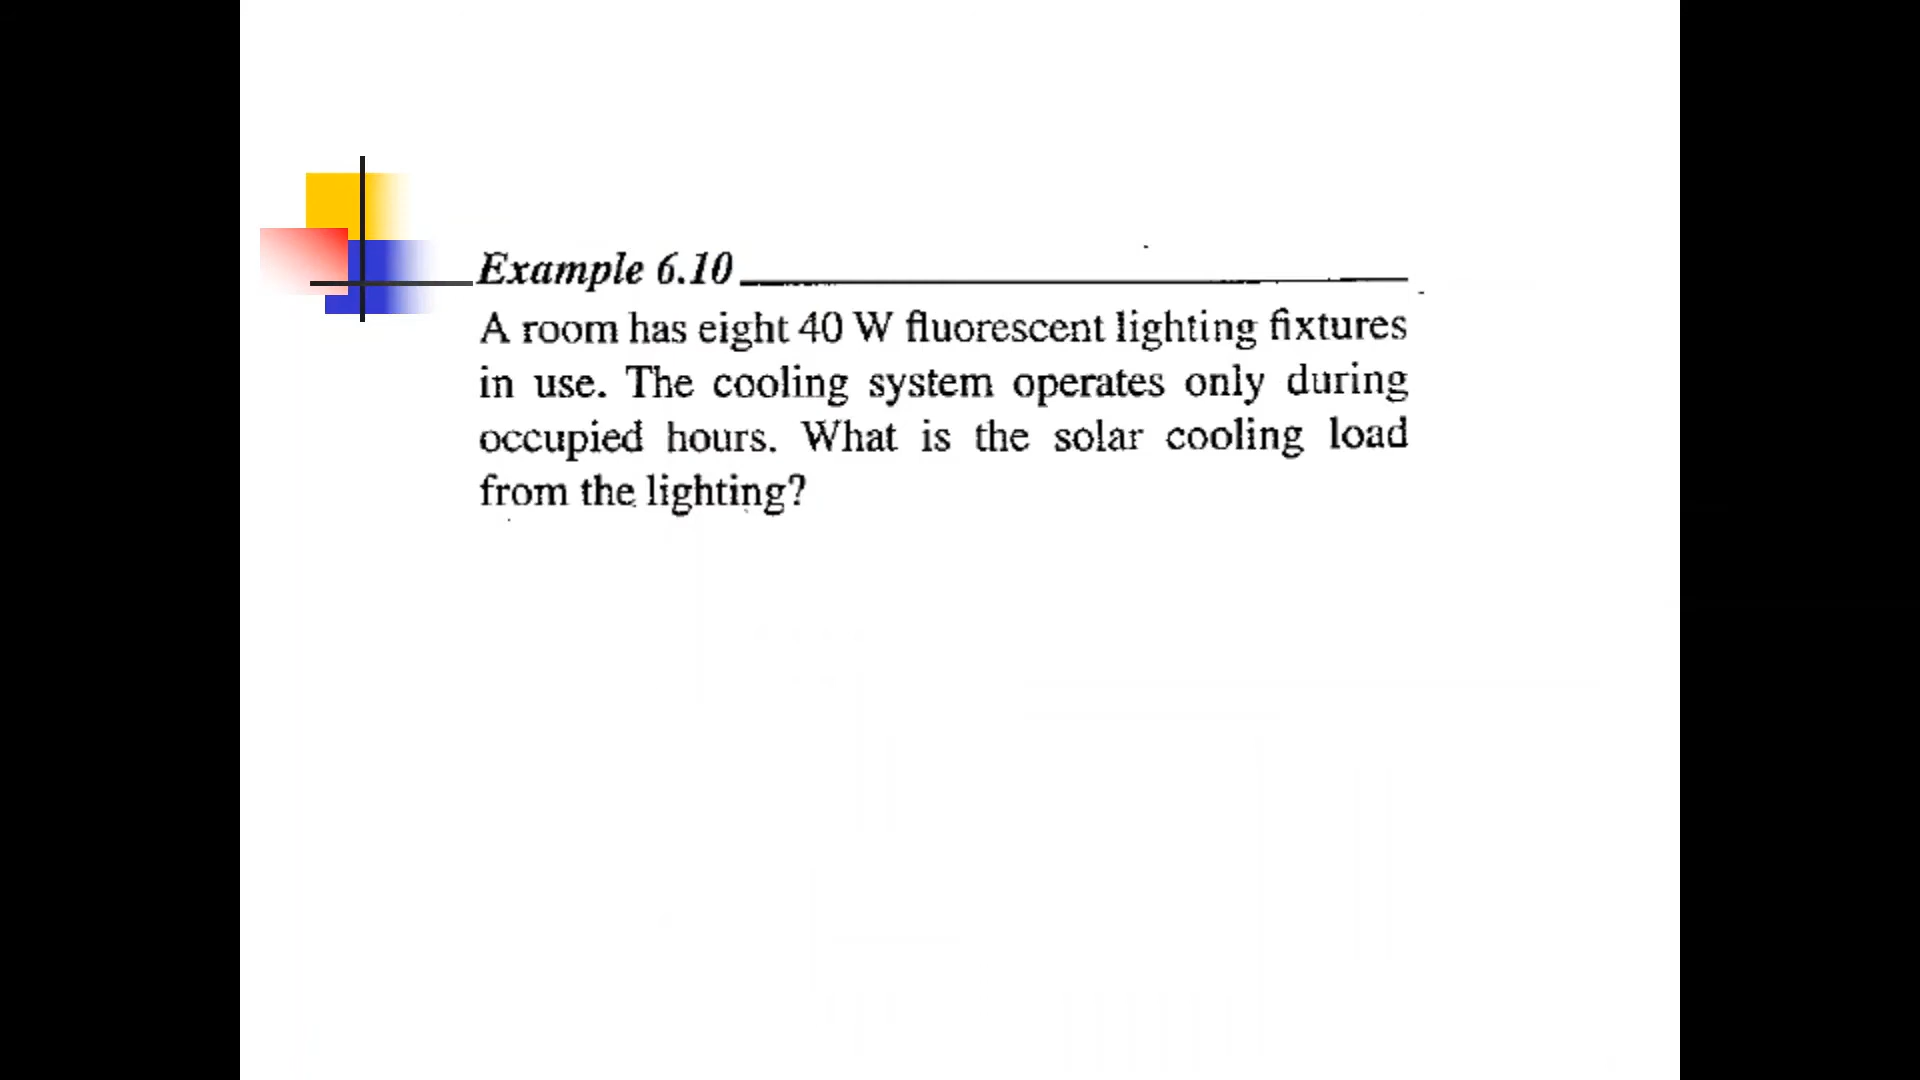 Example 6.10
A room has eight 40 W fluorescent lighting fixtures
in use. The cooling system operates only during
occupied hours. What is the solar cooling load
from the lighting?